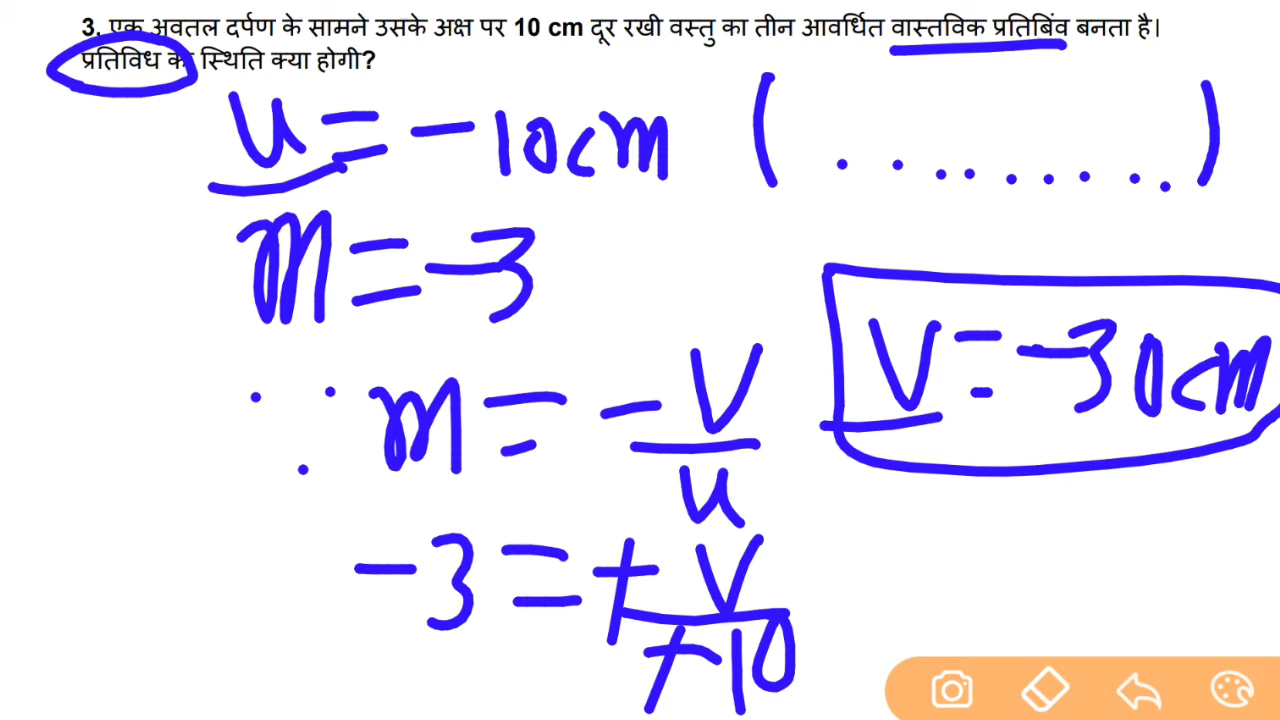 3. एक अवतल दर्पण के सामने उसके अक्ष पर 10 cm दूर रखी वस्तु का तीन आवर्धित वास्तविक प्रतिबिंव बनता है।
प्रतिविध की स्थिति क्या होगी?
u = -10cm ( . . . . . . . . )
m = -3
∵ m = -v/u
-3 = +v/+10
v = -30cm